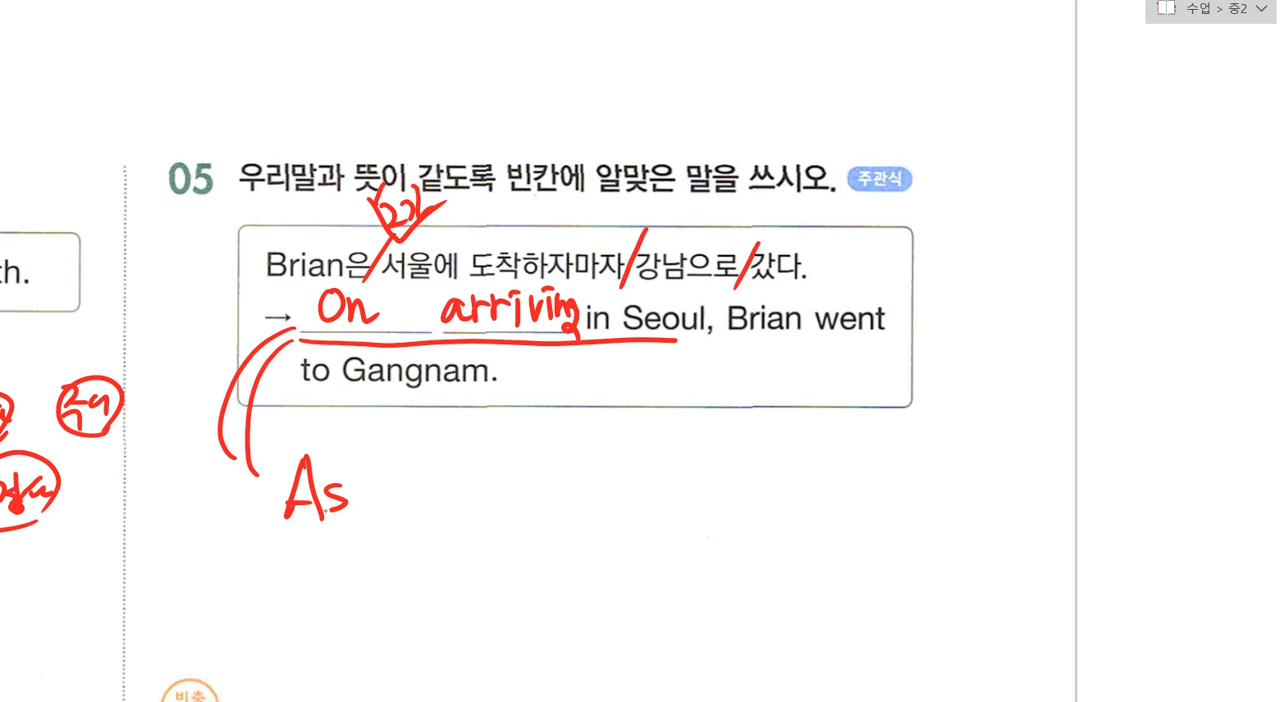 수업 > 중2
th.
05 우리말과 뜻이 같도록 빈칸에 알맞은 말을 쓰시오. 주관식
Brian은 서울에 도착하자마자 강남으로 갔다.
→ On arriving in Seoul, Brian went
to Gangnam.
As
빈출